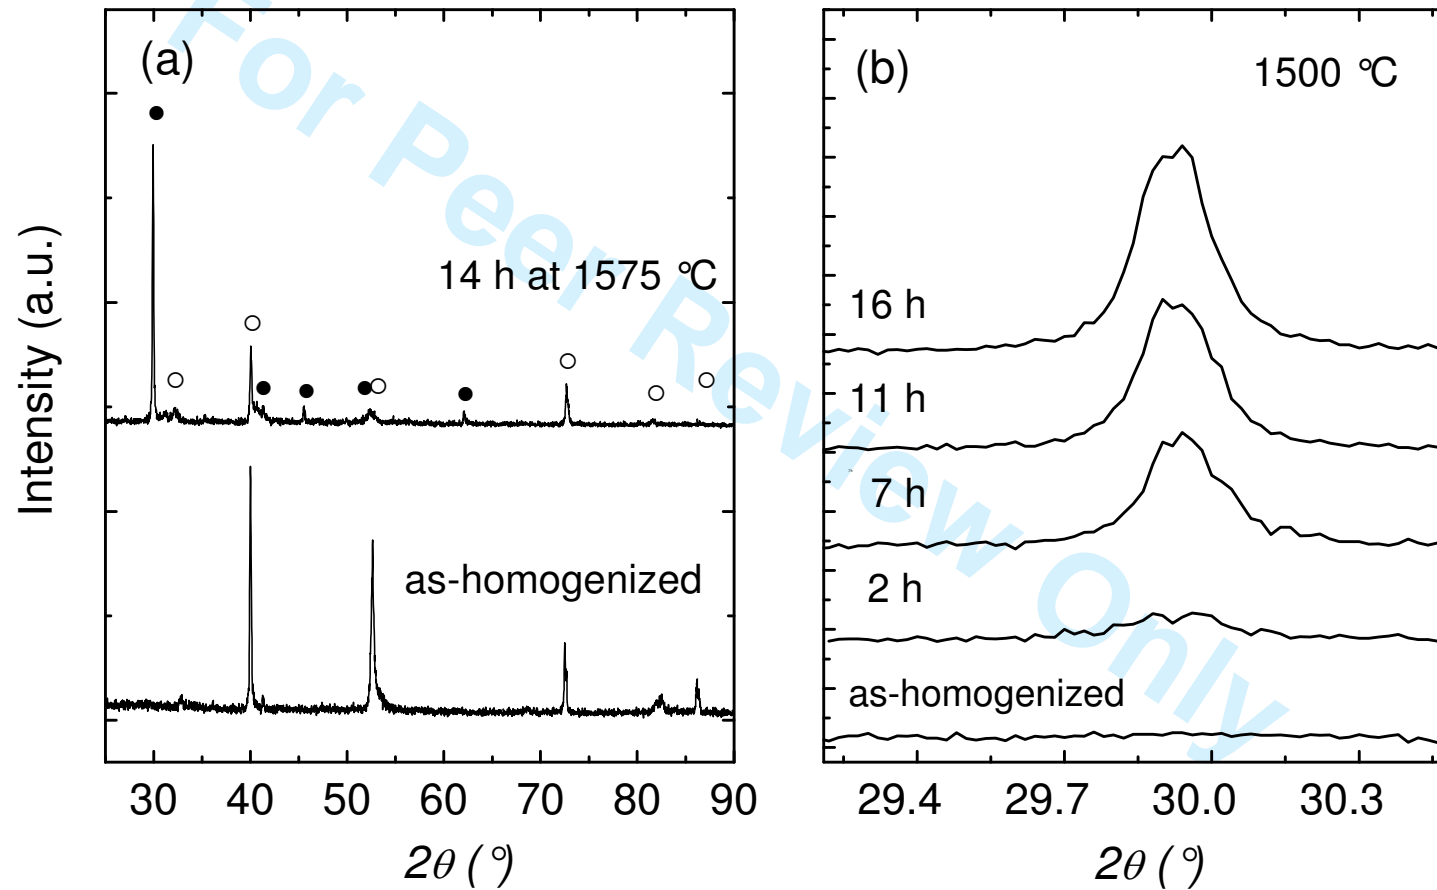 For Peer Review Only
(a)
14 h at 1575 °C
as-homogenized
Intensity (a.u.)
30 40 50 60 70 80 90
2θ (°)
(b)
1500 °C
16 h
11 h
7 h
2 h
as-homogenized
29.4 29.7 30.0 30.3
2θ (°)